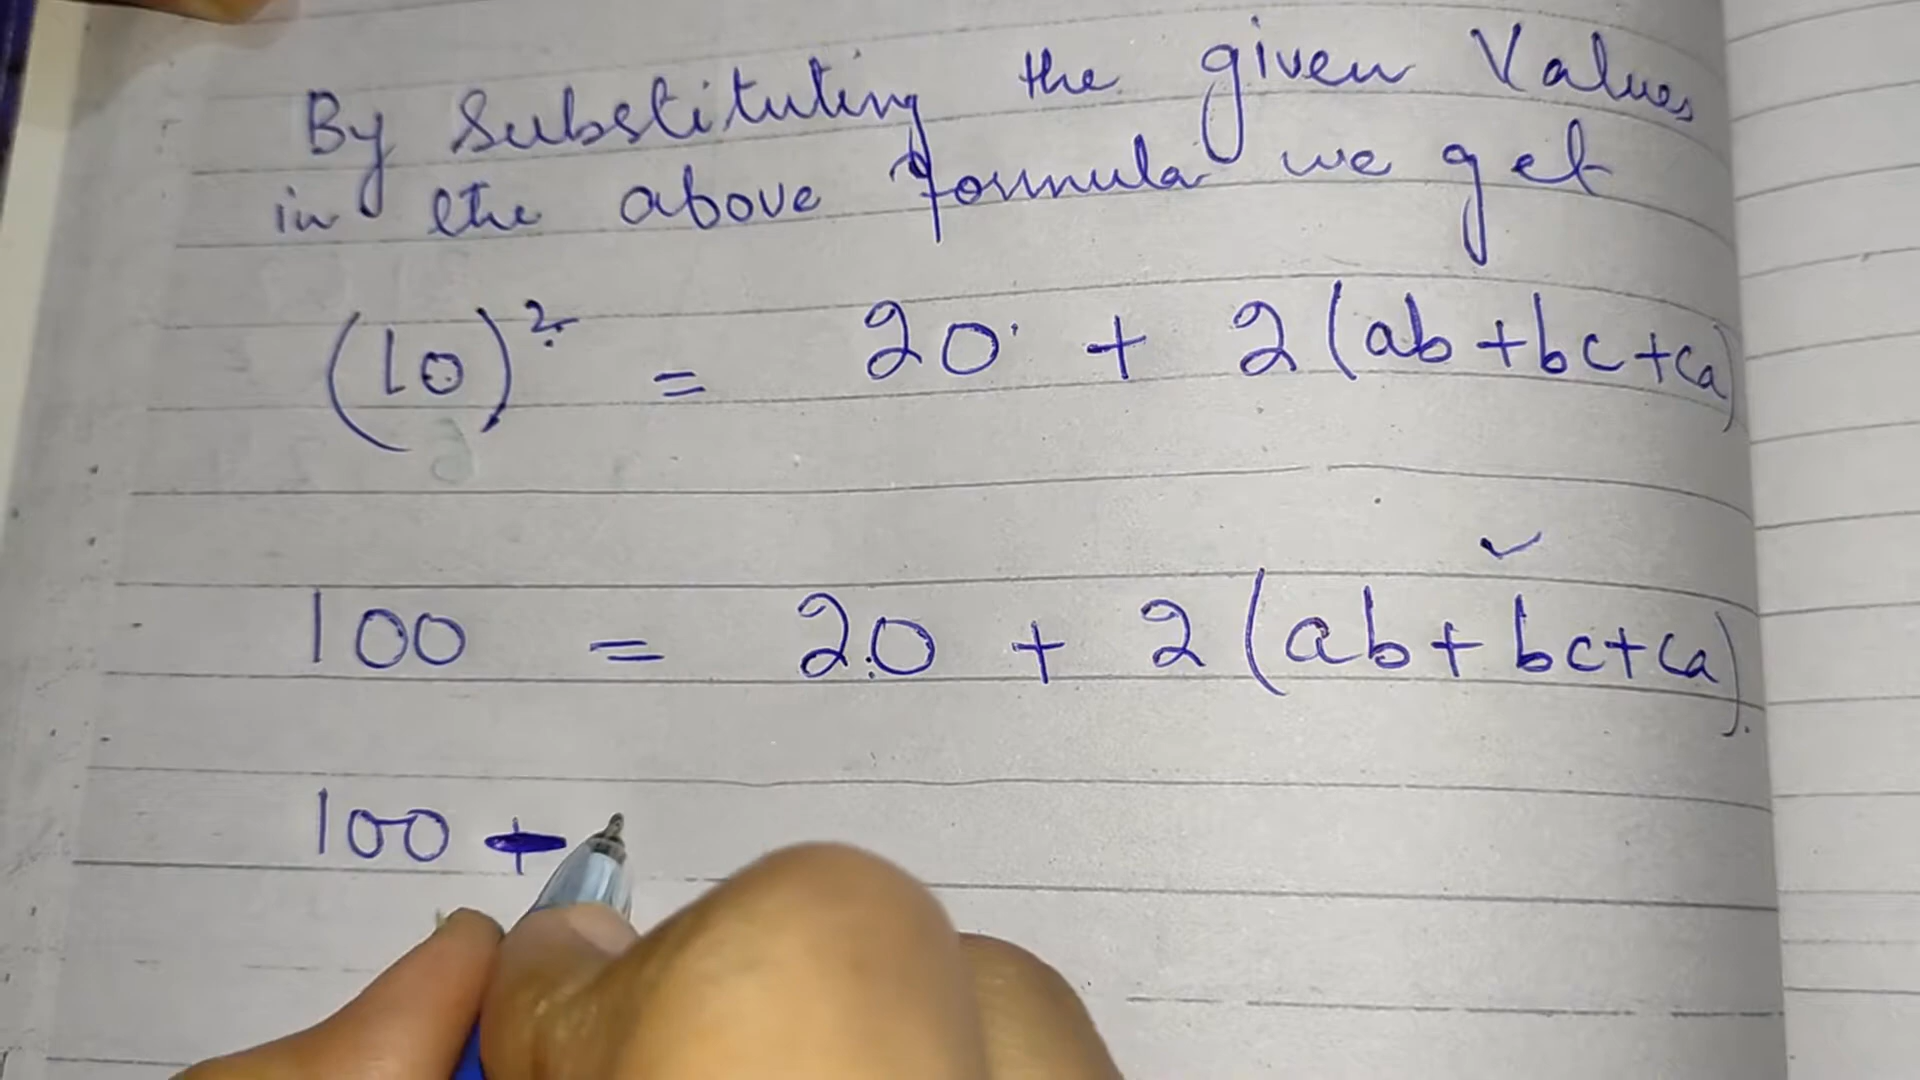 By Substituting the given Values
in the above formula we get
(10)² = 20 + 2 (ab+bc+ca)
100 = 20 + 2 (ab+bc+ca).
100 -